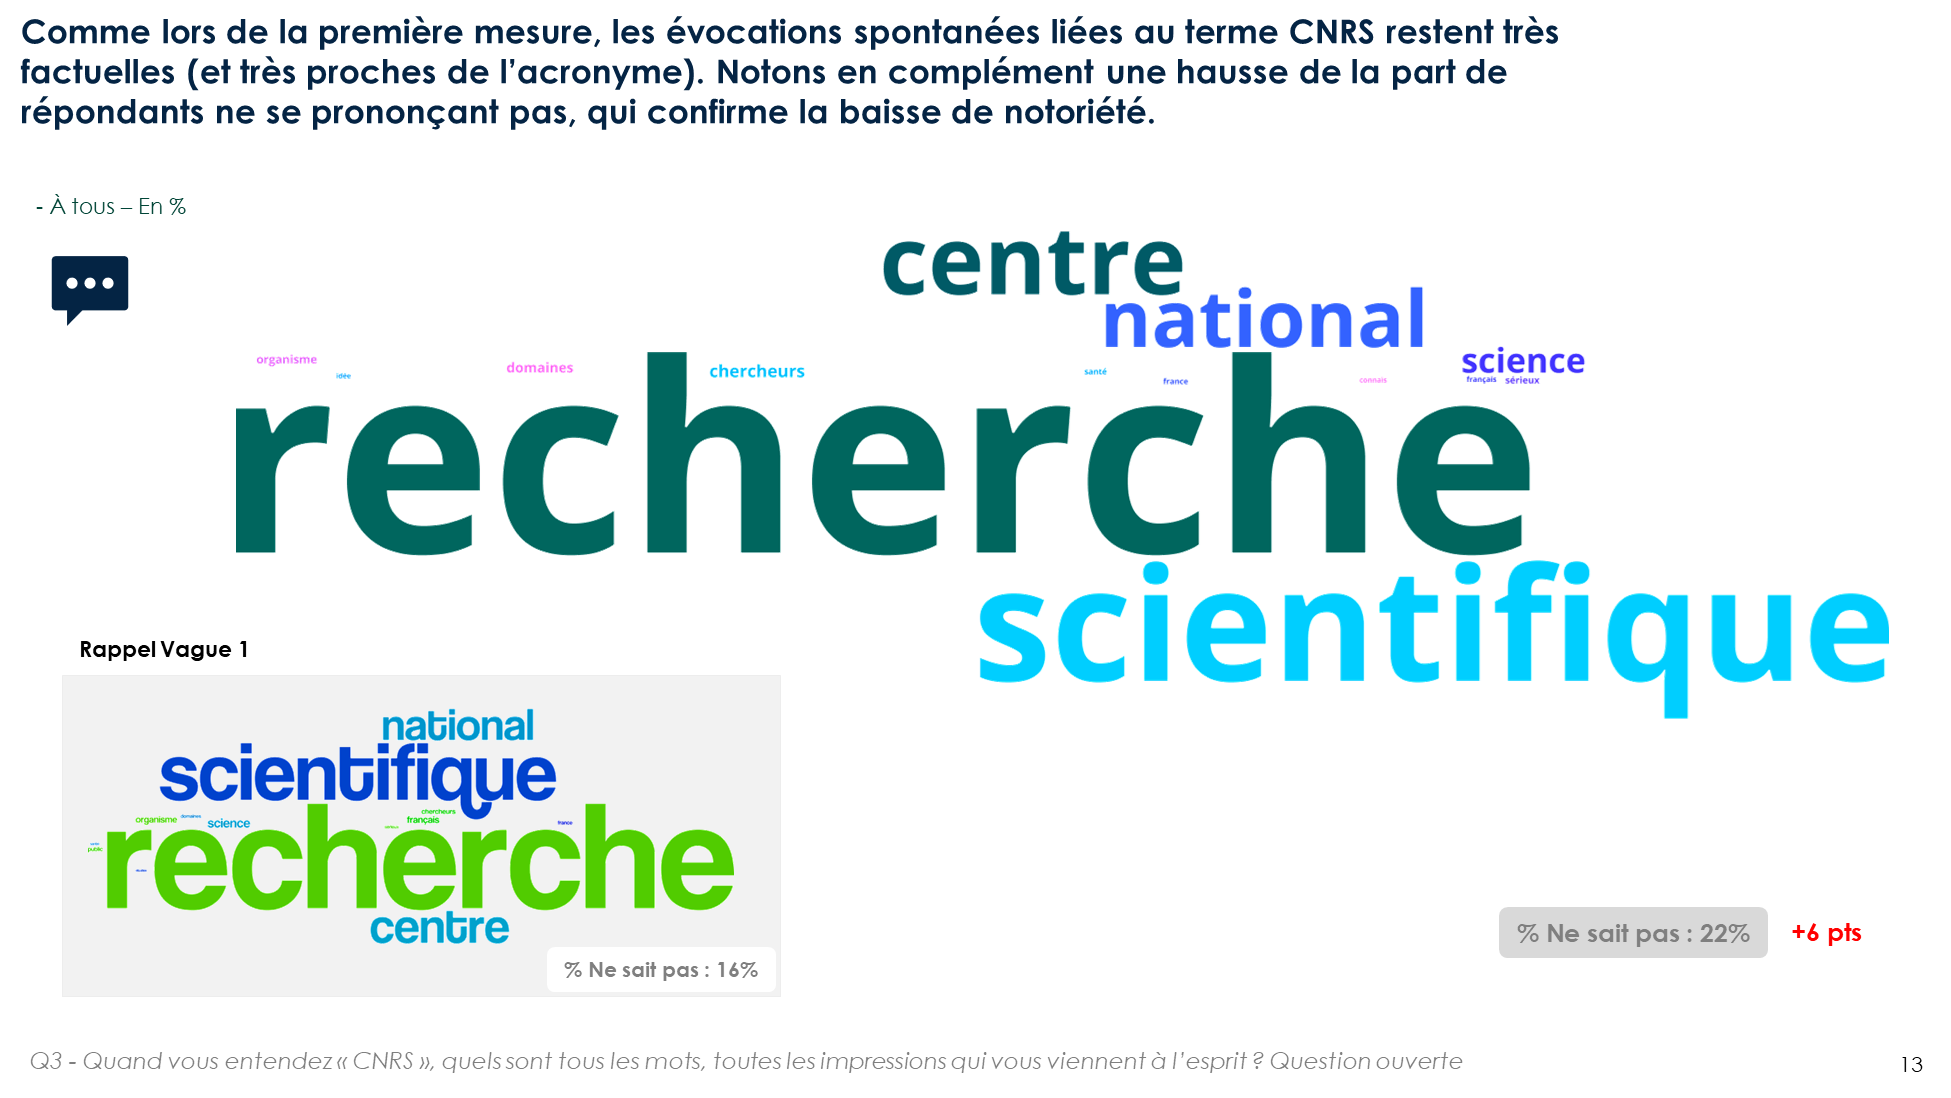 Comme lors de la première mesure, les évocations spontanées liées au terme CNRS restent très
factuelles (et très proches de l’acronyme). Notons en complément une hausse de la part de
répondants ne se prononçant pas, qui confirme la baisse de notoriété.
- À tous – En %
centre
national
organisme
idée
domaines
chercheurs
santé
france
connais
science
français
sérieux
recherche
scientifique
Rappel Vague 1
national
scientifique
chercheurs
organisme
domaines
science
français
france
public
recherche
centre
% Ne sait pas : 16%
% Ne sait pas : 22%
+6 pts
Q3 - Quand vous entendez « CNRS », quels sont tous les mots, toutes les impressions qui vous viennent à l’esprit ? Question ouverte
13